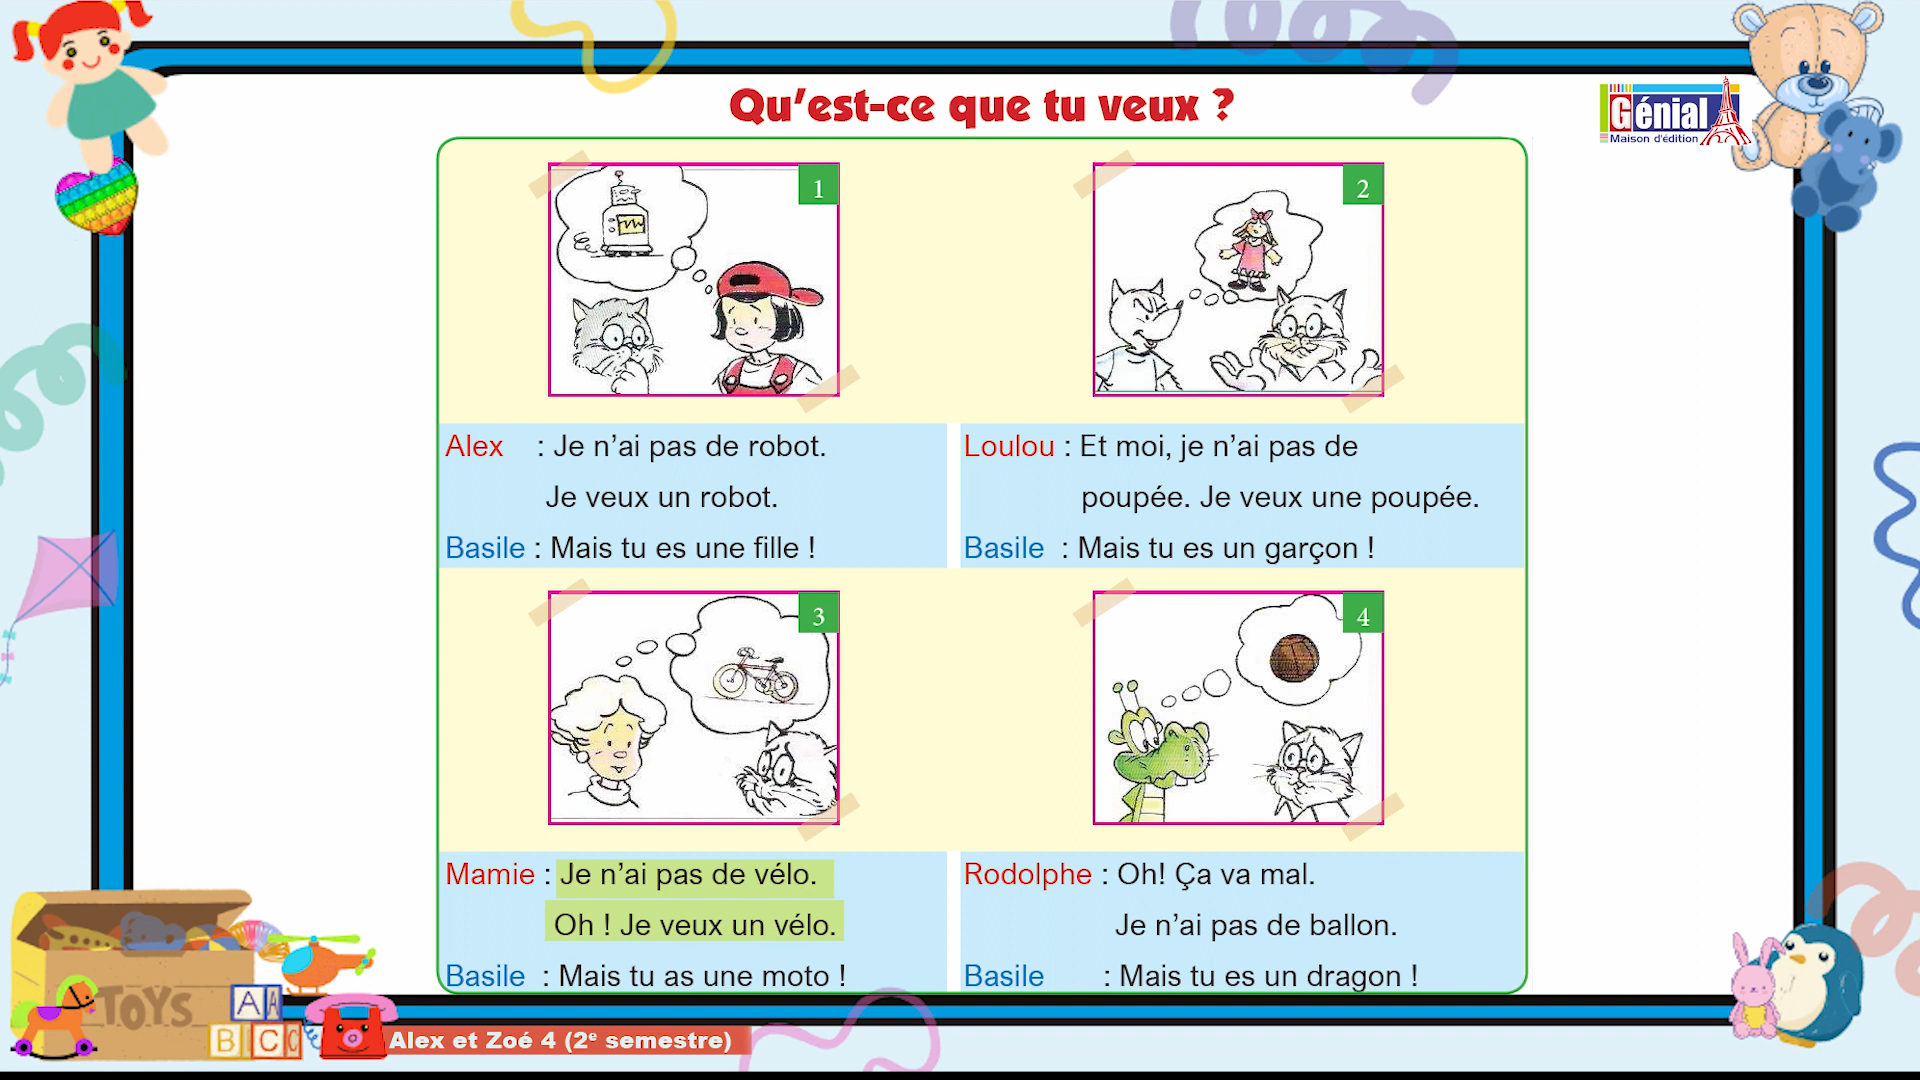 Qu'est-ce que tu veux ?
Génial
Maison d'édition
1
2
Alex : Je n'ai pas de robot.
Je veux un robot.
Basile : Mais tu es une fille !
Loulou : Et moi, je n'ai pas de
poupée. Je veux une poupée.
Basile : Mais tu es un garçon !
3
4
Mamie : Je n'ai pas de vélo.
Oh ! Je veux un vélo.
Basile : Mais tu as une moto !
Rodolphe : Oh! Ça va mal.
Je n'ai pas de ballon.
Basile : Mais tu es un dragon !
TOYS
A A
B C C
Alex et Zoé 4 (2e semestre)